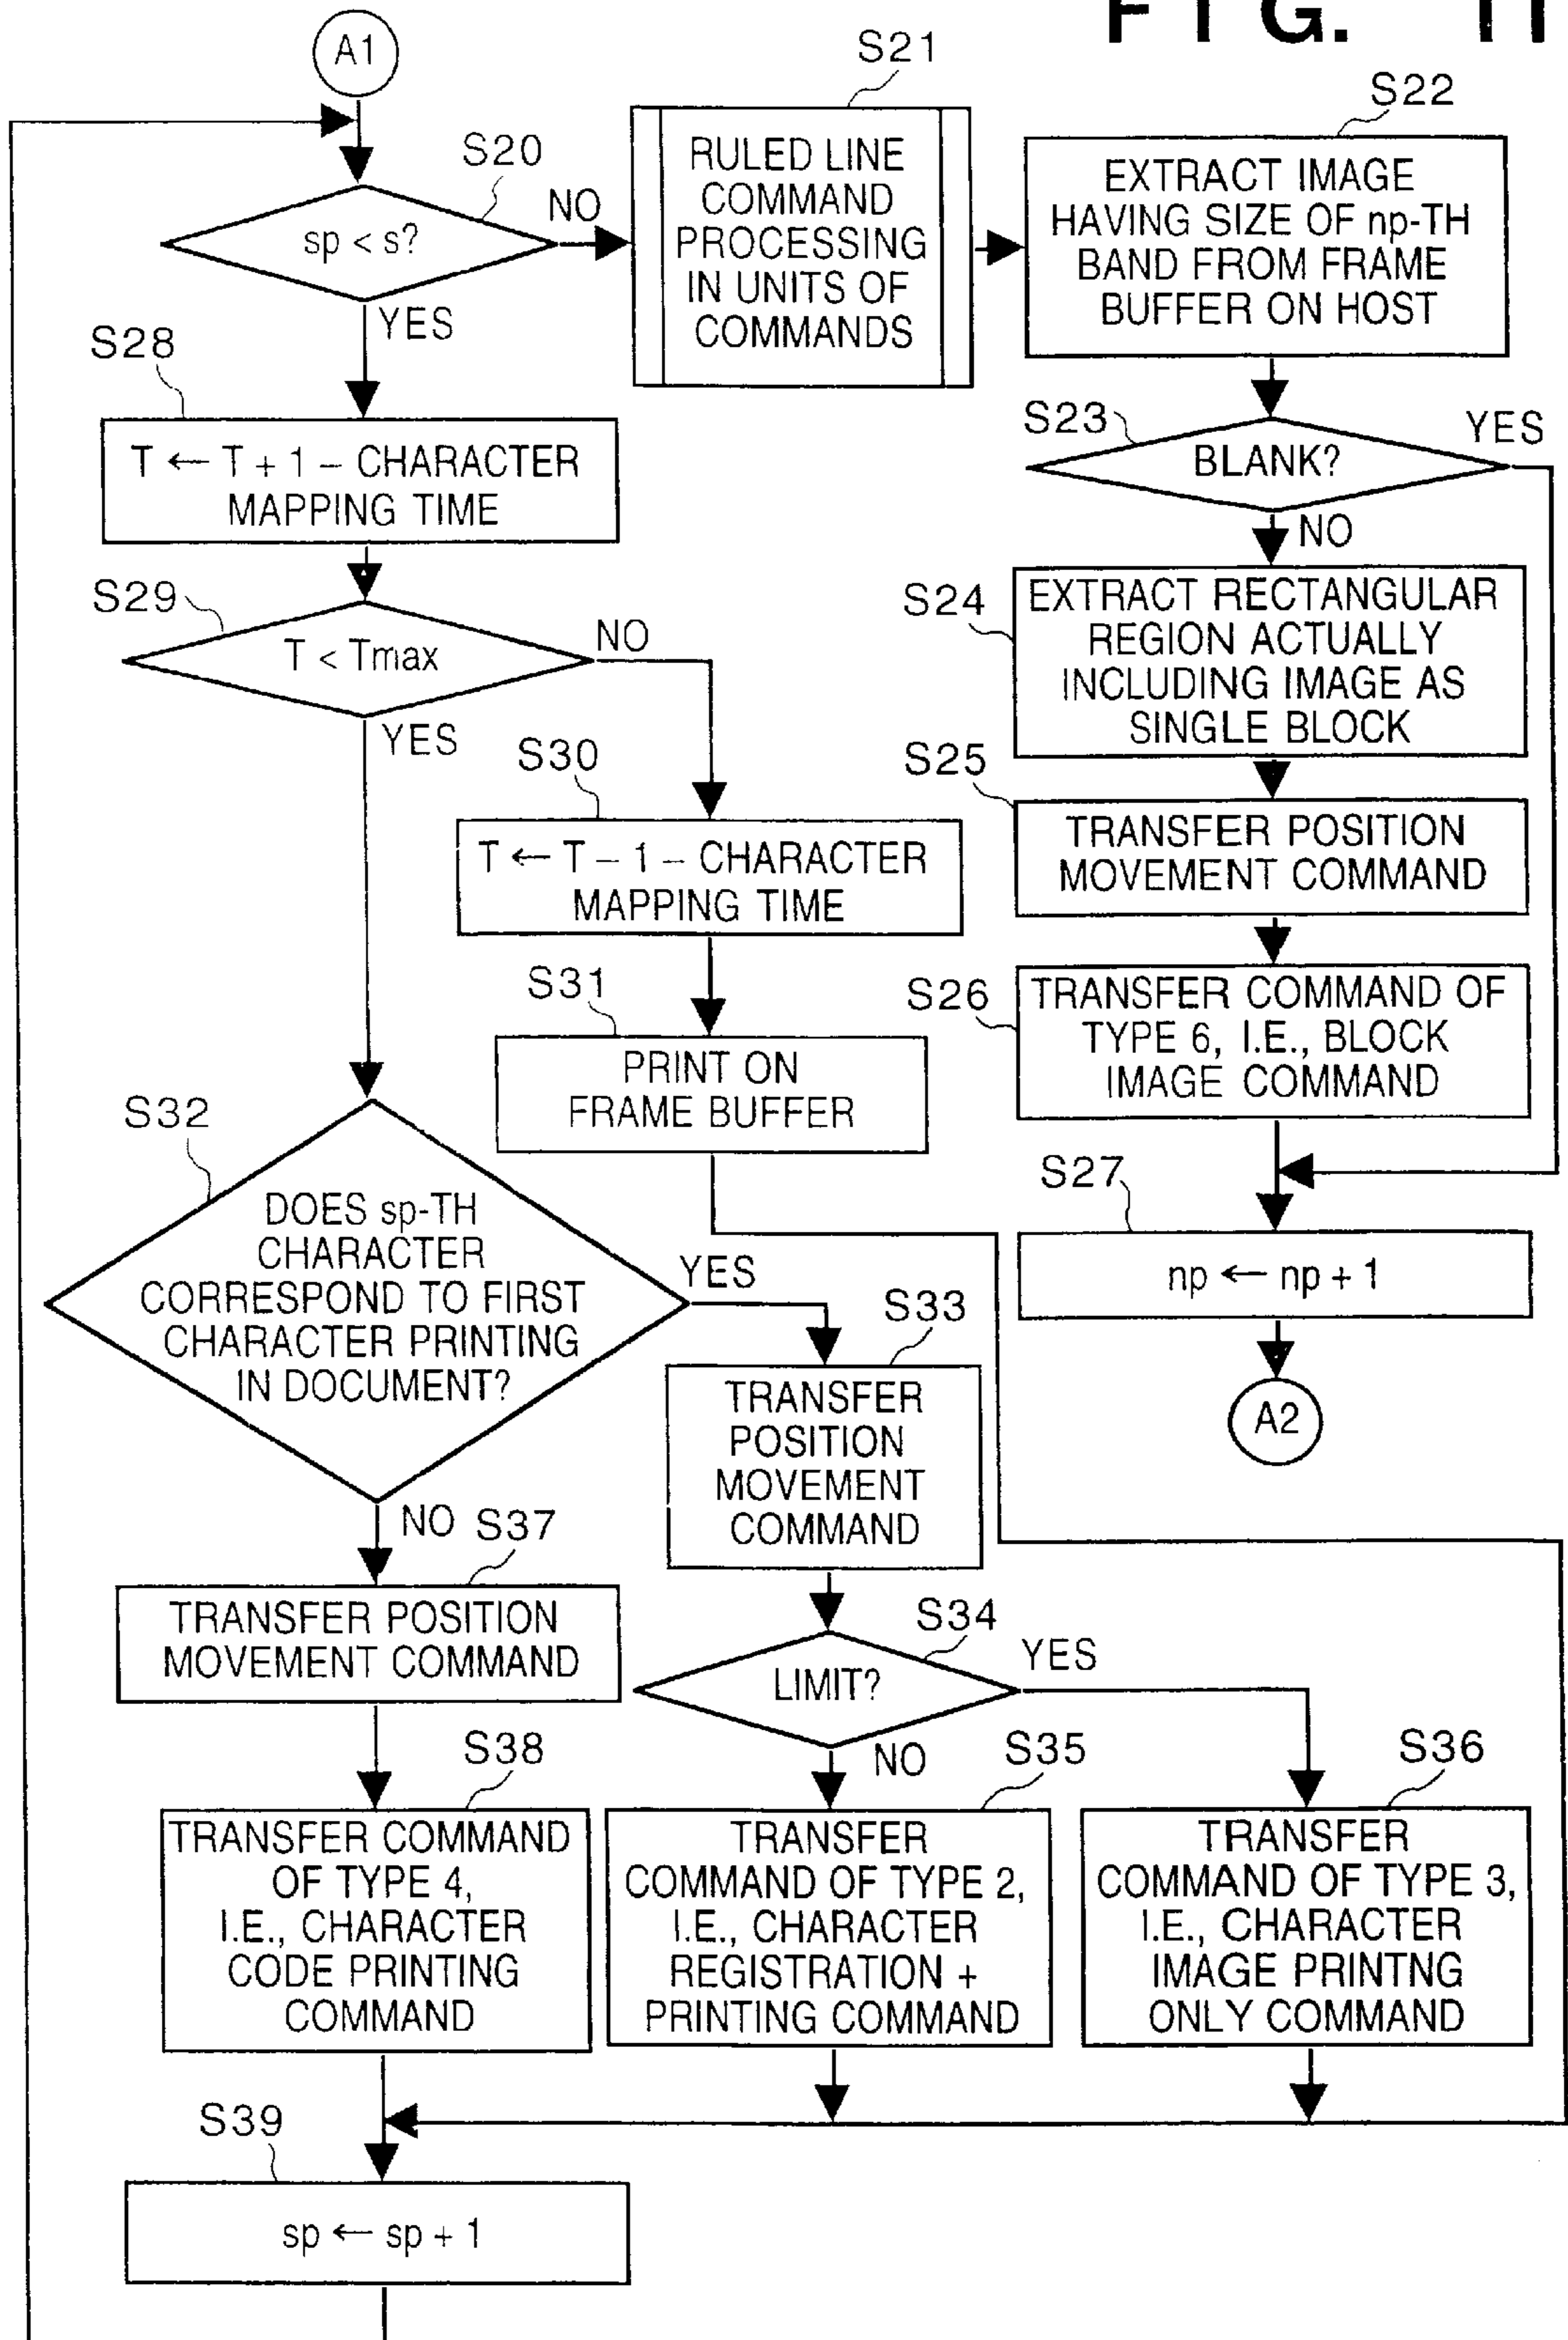 FIG. 11
A1
S20
sp < s?
NO
YES
S21
RULED LINE
COMMAND
PROCESSING
IN UNITS OF
COMMANDS
S22
EXTRACT IMAGE
HAVING SIZE OF np-TH
BAND FROM FRAME
BUFFER ON HOST
S23
BLANK?
YES
NO
S24
EXTRACT RECTANGULAR
REGION ACTUALLY
INCLUDING IMAGE AS
SINGLE BLOCK
S25
TRANSFER POSITION
MOVEMENT COMMAND
S26
TRANSFER COMMAND OF
TYPE 6, I.E., BLOCK
IMAGE COMMAND
S27
np ← np + 1
A2
S28
T ← T + 1 – CHARACTER
MAPPING TIME
S29
T < Tmax
NO
YES
S30
T ← T – 1 – CHARACTER
MAPPING TIME
S31
PRINT ON
FRAME BUFFER
S32
DOES sp-TH
CHARACTER
CORRESPOND TO FIRST
CHARACTER PRINTING
IN DOCUMENT?
YES
NO
S33
TRANSFER
POSITION
MOVEMENT
COMMAND
S34
LIMIT?
YES
NO
S35
TRANSFER
COMMAND OF TYPE 2,
I.E., CHARACTER
REGISTRATION +
PRINTING COMMAND
S36
TRANSFER
COMMAND OF TYPE 3,
I.E., CHARACTER
IMAGE PRINTNG
ONLY COMMAND
S37
TRANSFER POSITION
MOVEMENT COMMAND
S38
TRANSFER COMMAND
OF TYPE 4,
I.E., CHARACTER
CODE PRINTING
COMMAND
S39
sp ← sp + 1